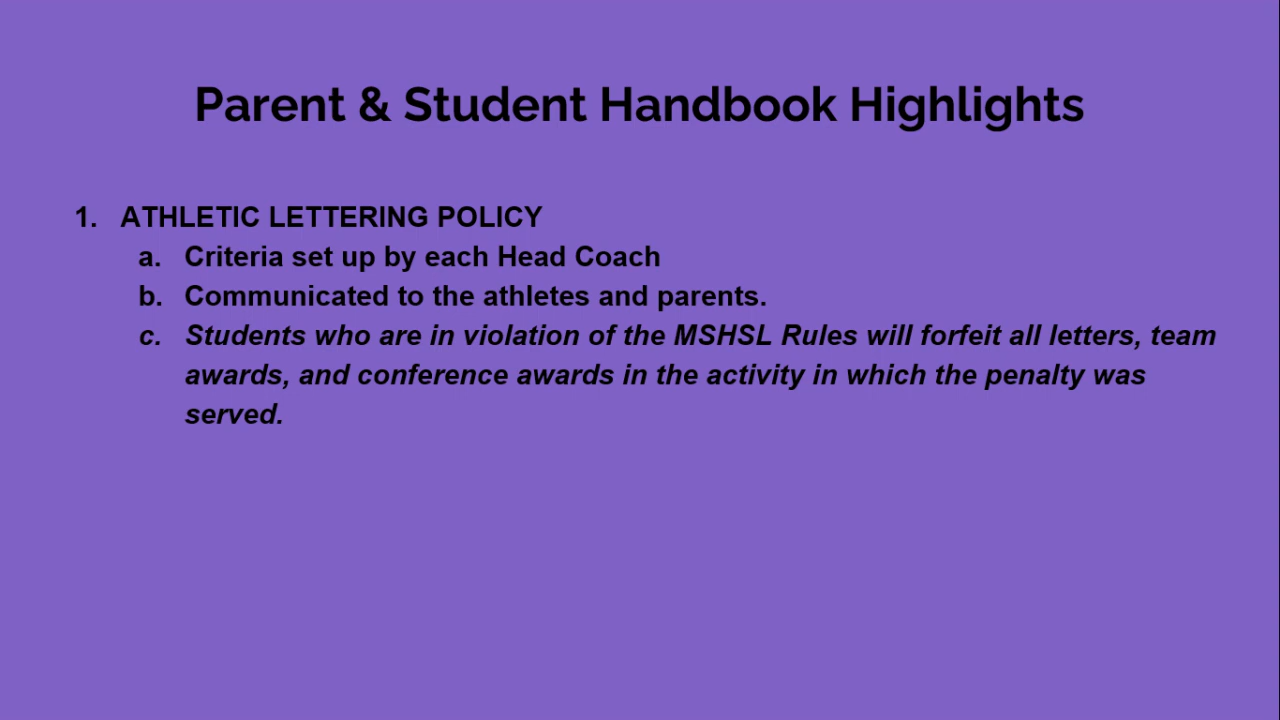 Parent & Student Handbook Highlights
1. ATHLETIC LETTERING POLICY
a. Criteria set up by each Head Coach
b. Communicated to the athletes and parents.
c. Students who are in violation of the MSHSL Rules will forfeit all letters, team
awards, and conference awards in the activity in which the penalty was
served.